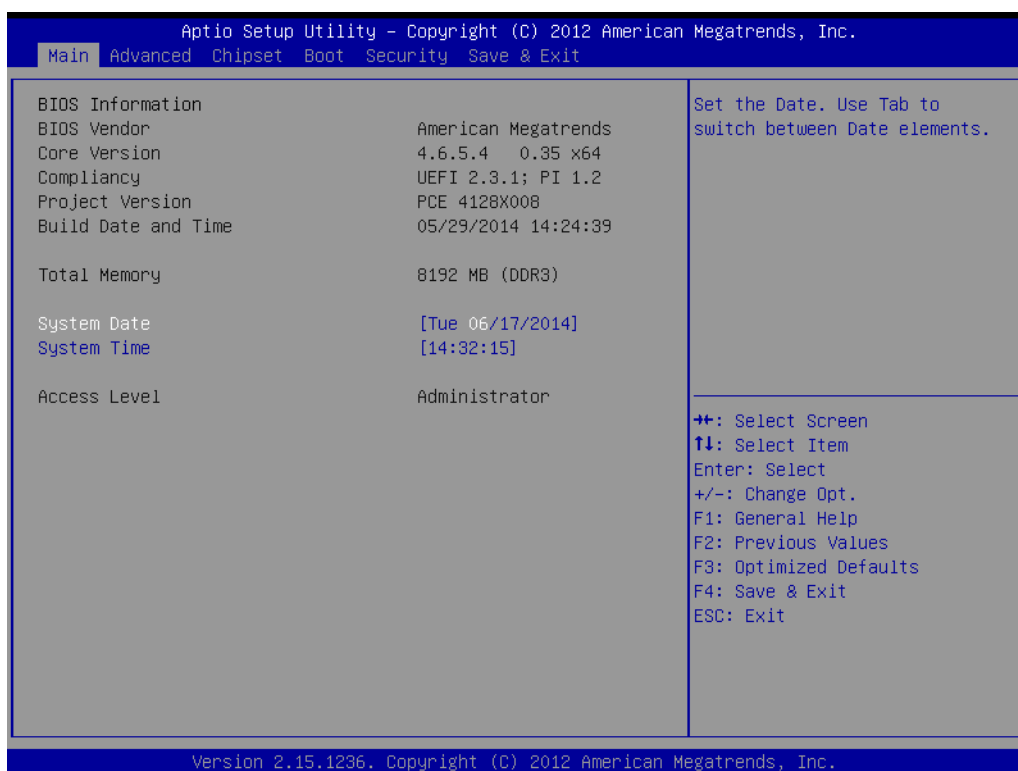 Aptio Setup Utility – Copyright (C) 2012 American Megatrends, Inc.
Main Advanced Chipset Boot Security Save & Exit
BIOS Information
BIOS Vendor American Megatrends
Core Version 4.6.5.4 0.35 x64
Compliancy UEFI 2.3.1; PI 1.2
Project Version PCE 4128X008
Build Date and Time 05/29/2014 14:24:39
Total Memory 8192 MB (DDR3)
System Date [Tue 06/17/2014]
System Time [14:32:15]
Access Level Administrator
Set the Date. Use Tab to
switch between Date elements.
→←: Select Screen
↑↓: Select Item
Enter: Select
+/-: Change Opt.
F1: General Help
F2: Previous Values
F3: Optimized Defaults
F4: Save & Exit
ESC: Exit
Version 2.15.1236. Copyright (C) 2012 American Megatrends, Inc.